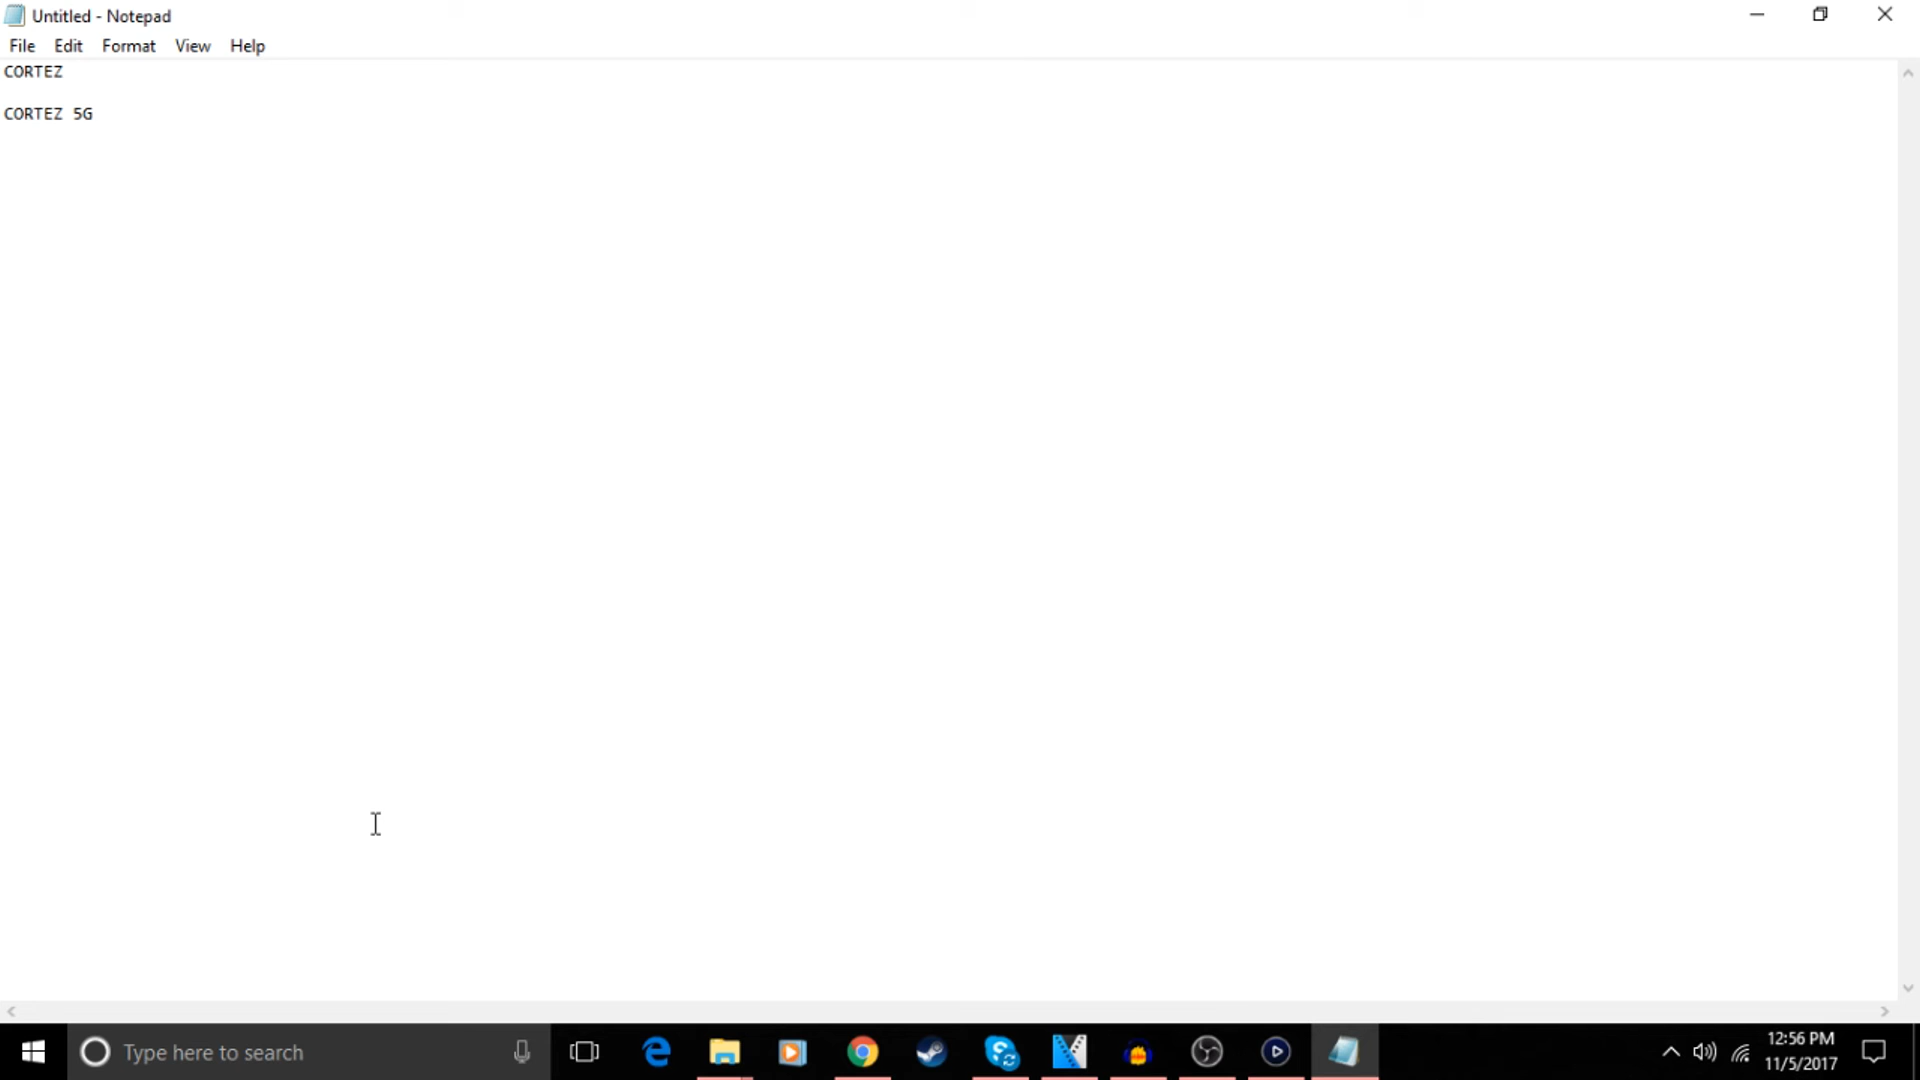 Untitled - Notepad
File Edit Format View Help
CORTEZ
CORTEZ 5G
Type here to search
12:56 PM
11/5/2017